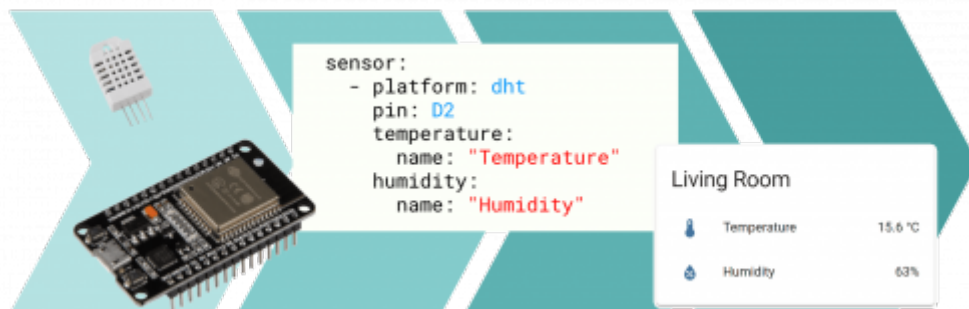 sensor:
- platform: dht
pin: D2
temperature:
name: "Temperature"
humidity:
name: "Humidity"
Living Room
Temperature 15.6 °C
Humidity 63%